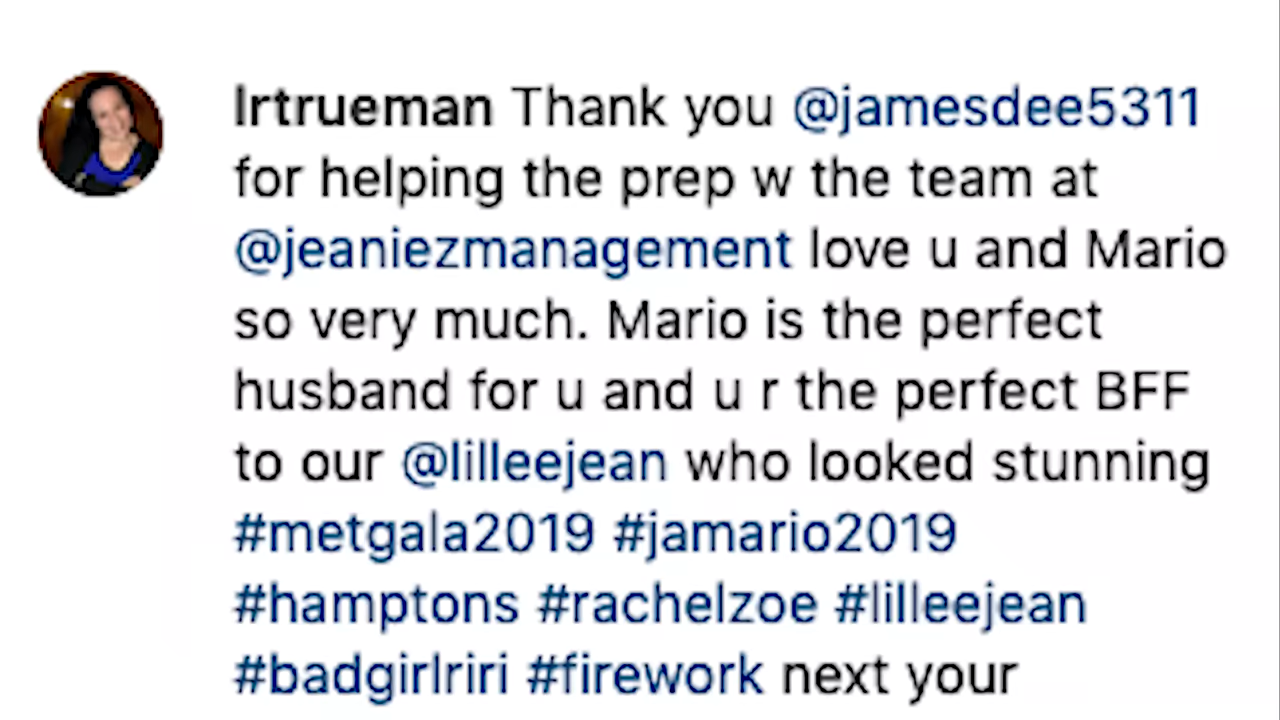 lrtrueman Thank you @jamesdee5311
for helping the prep w the team at
@jeaniezmanagement love u and Mario
so very much. Mario is the perfect
husband for u and u r the perfect BFF
to our @lilleejean who looked stunning
#metgala2019 #jamario2019
#hamptons #rachelzoe #lilleejean
#badgirlriri #firework next your